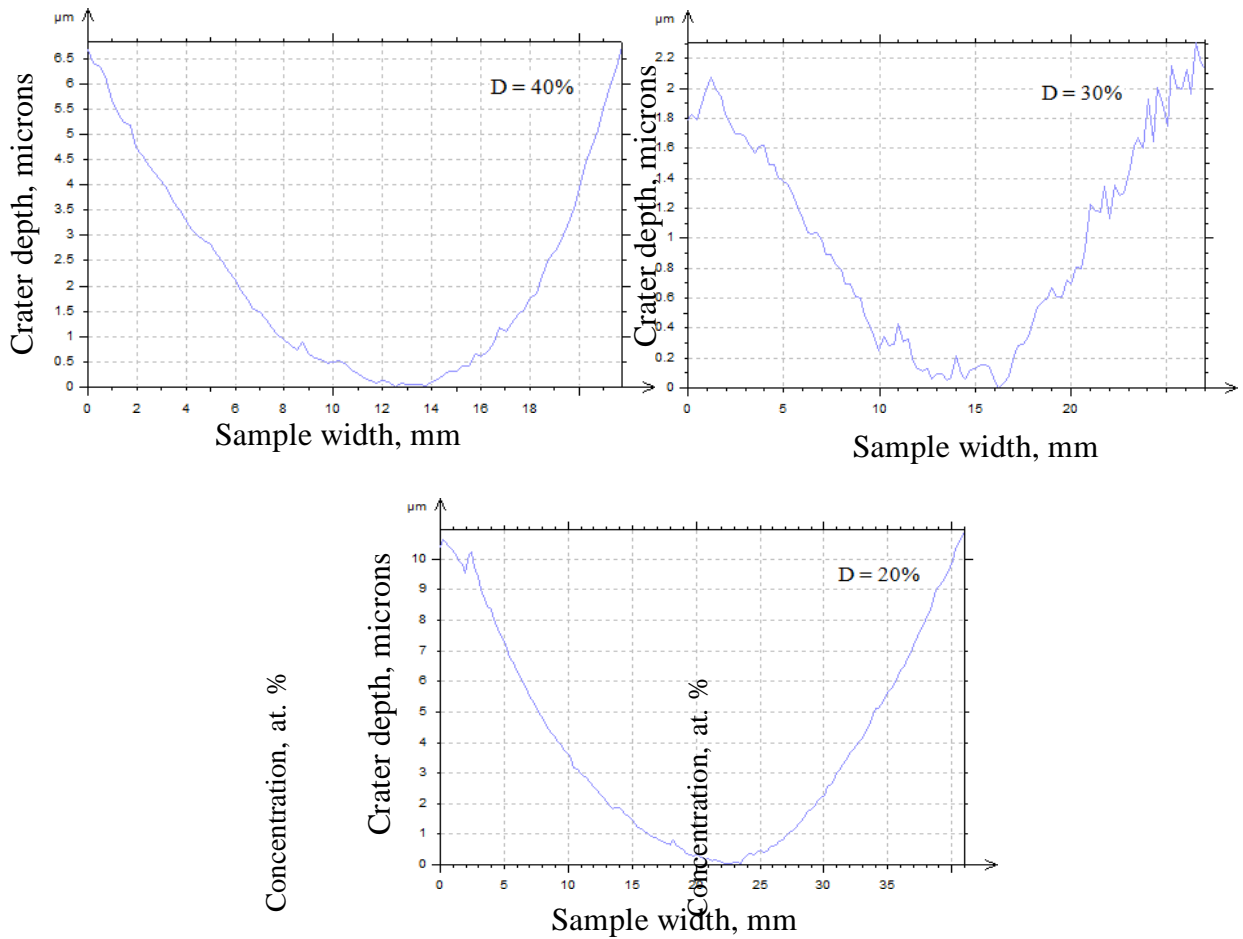 µm
6.5
6
5.5
5
4.5
4
3.5
3
2.5
2
1.5
1
0.5
0
D = 40%
Crater depth, microns
0 2 4 6 8 10 12 14 16 18
Sample width, mm
µm
2.2
2
1.8
1.6
1.4
1.2
1
0.8
0.6
0.4
0.2
0
D = 30%
Crater depth, microns
0 5 10 15 20
Sample width, mm
µm
10
9
8
7
6
5
4
3
2
1
0
D = 20%
Concentration, at. %
Crater depth, microns
Concentration, at. %
0 5 10 15 20 25 30 35
Sample width, mm